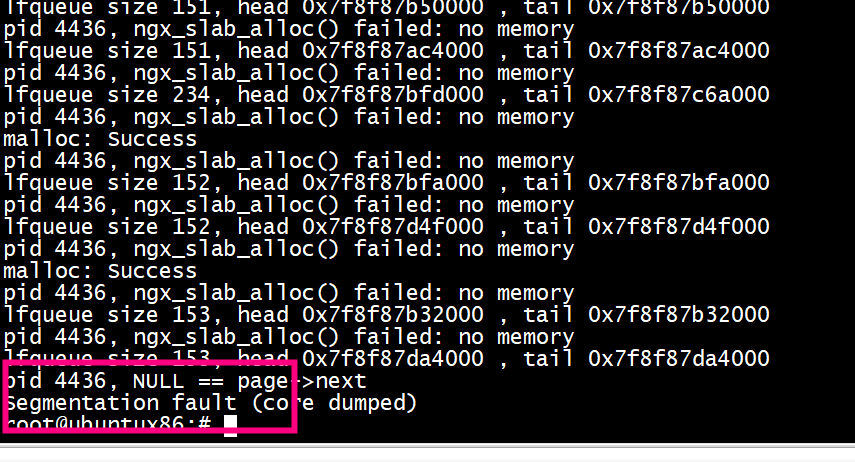 lfqueue size 151, head 0x7f8f87b50000 , tail 0x7f8f87b50000
pid 4436, ngx_slab_alloc() failed: no memory
lfqueue size 151, head 0x7f8f87ac4000 , tail 0x7f8f87ac4000
pid 4436, ngx_slab_alloc() failed: no memory
lfqueue size 234, head 0x7f8f87bfd000 , tail 0x7f8f87c6a000
pid 4436, ngx_slab_alloc() failed: no memory
malloc: Success
pid 4436, ngx_slab_alloc() failed: no memory
lfqueue size 152, head 0x7f8f87bfa000 , tail 0x7f8f87bfa000
pid 4436, ngx_slab_alloc() failed: no memory
lfqueue size 152, head 0x7f8f87d4f000 , tail 0x7f8f87d4f000
pid 4436, ngx_slab_alloc() failed: no memory
malloc: Success
pid 4436, ngx_slab_alloc() failed: no memory
lfqueue size 153, head 0x7f8f87b32000 , tail 0x7f8f87b32000
pid 4436, ngx_slab_alloc() failed: no memory
lfqueue size 153, head 0x7f8f87da4000 , tail 0x7f8f87da4000
pid 4436, NULL == page->next
Segmentation fault (core dumped)
root@ubuntux86:#